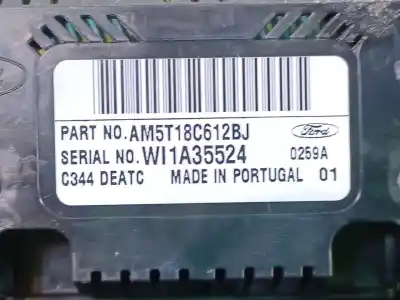 PART NO.AM5T18C612BJ Ford
SERIAL NO.WI1A35524 0259A
C344 DEATC MADE IN PORTUGAL 01